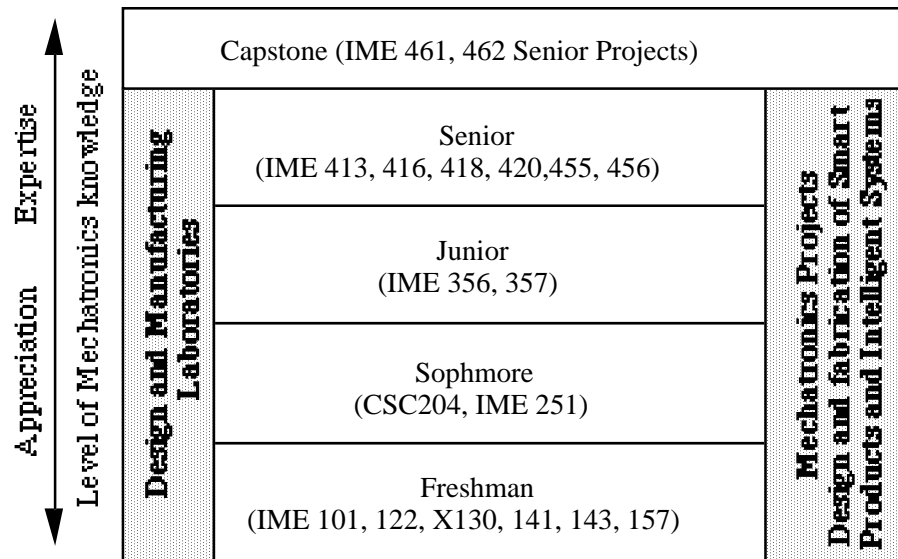 Capstone (IME 461, 462 Senior Projects)
Appreciation Expertise
Level of Mechatronics knowledge
Design and Manufacturing
Laboratories
Senior
(IME 413, 416, 418, 420,455, 456)
Junior
(IME 356, 357)
Sophmore
(CSC204, IME 251)
Freshman
(IME 101, 122, X130, 141, 143, 157)
Mechatronics Projects
Design and fabrication of Smart
Products and Intelligent Systems